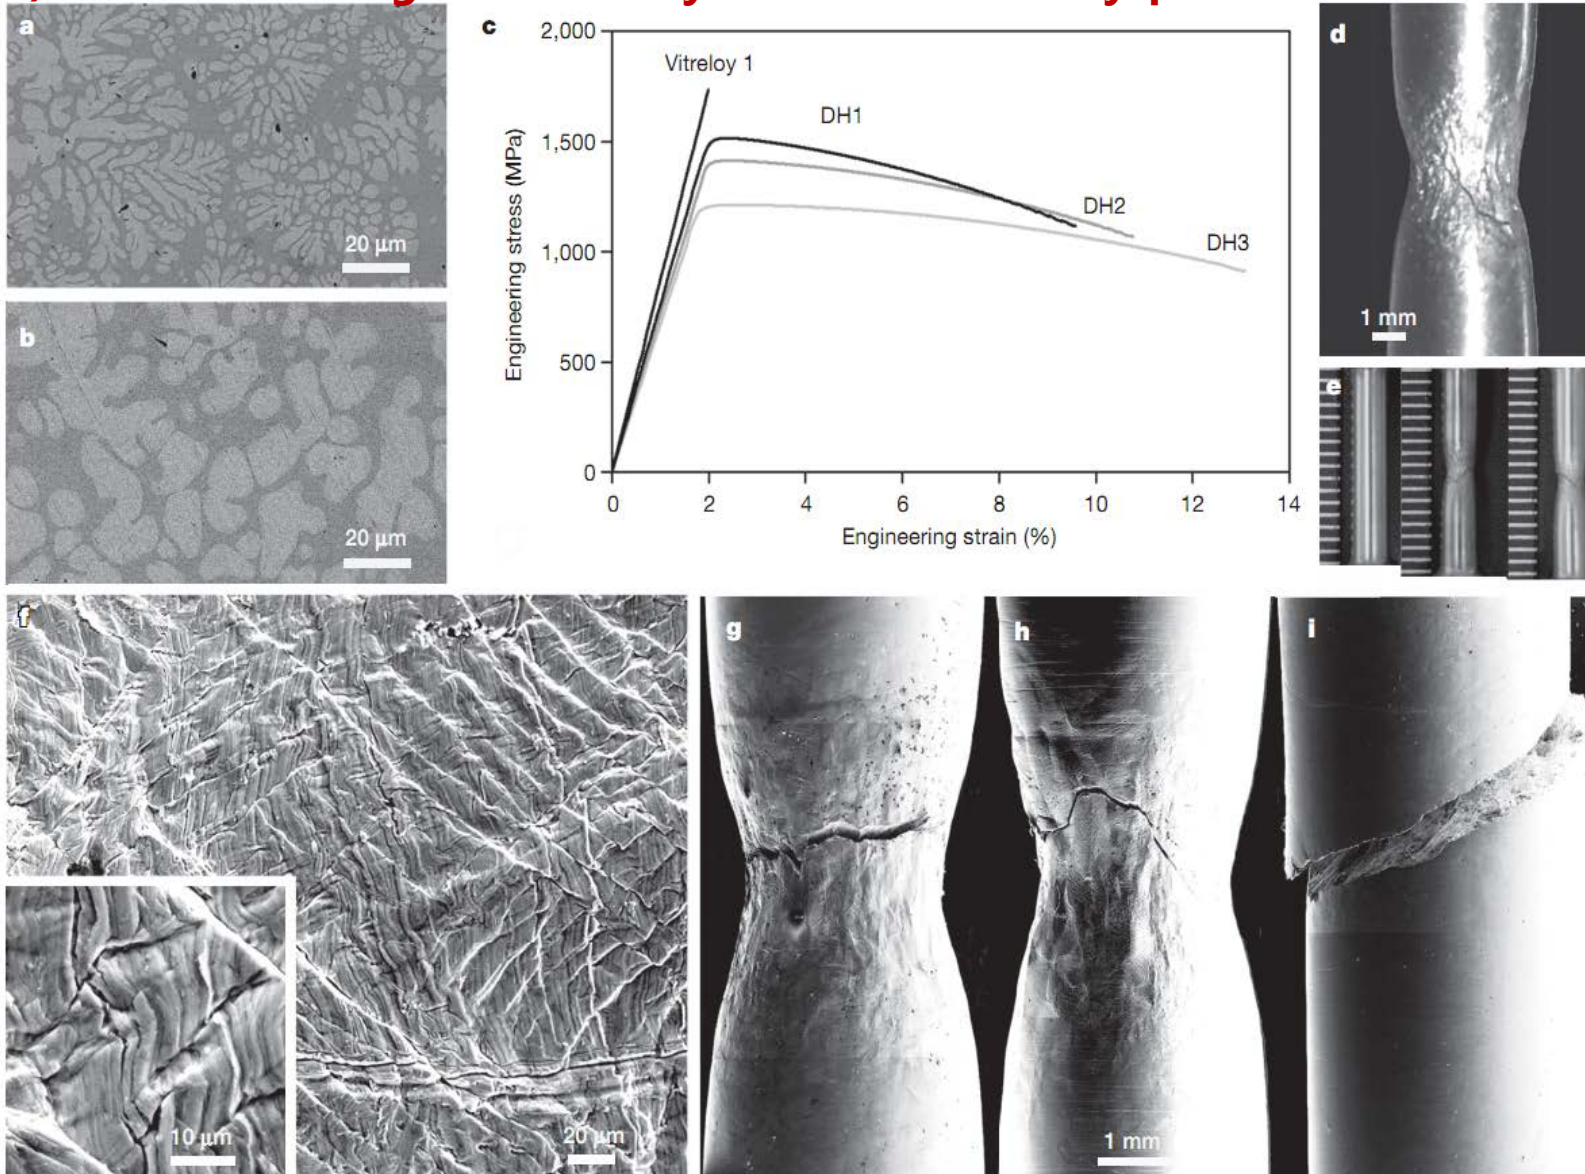 a
20 µm
b
20 µm
c
2,000
1,500
1,000
500
0
Engineering stress (MPa)
Vitreloy 1
DH1
DH2
DH3
0 2 4 6 8 10 12 14
Engineering strain (%)
d
1 mm
e
f
10 µm
20 µm
g
h
1 mm
i